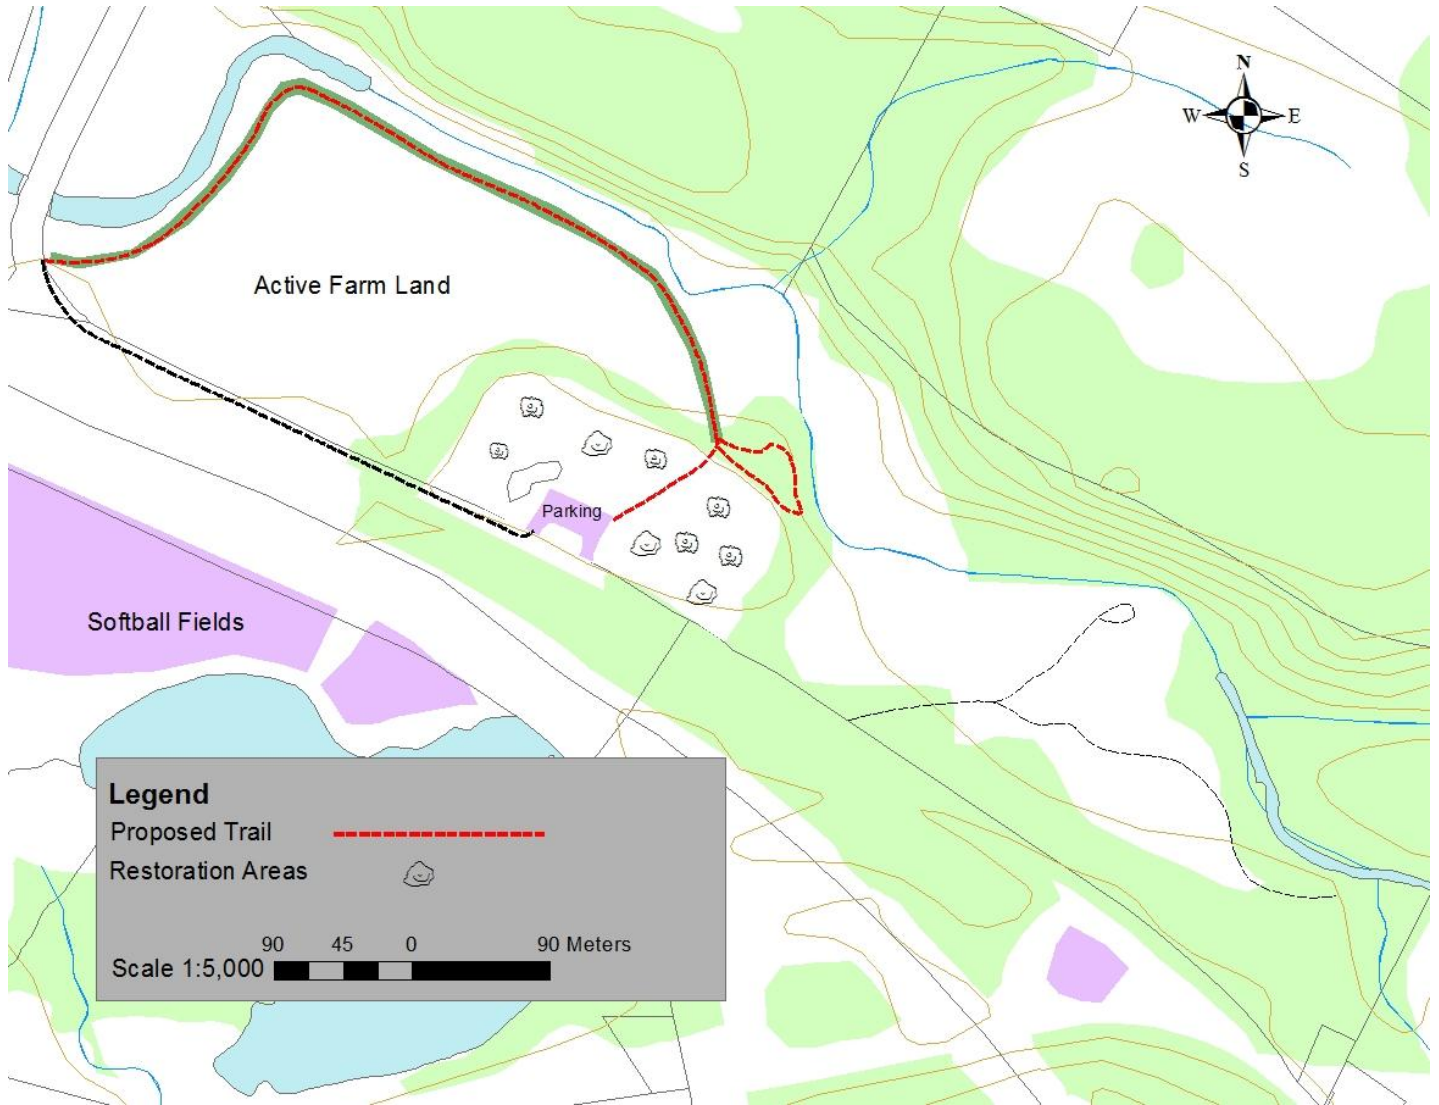 N
W E
S
Active Farm Land
Parking
Softball Fields
Legend
Proposed Trail
Restoration Areas
90 45 0 90 Meters
Scale 1:5,000